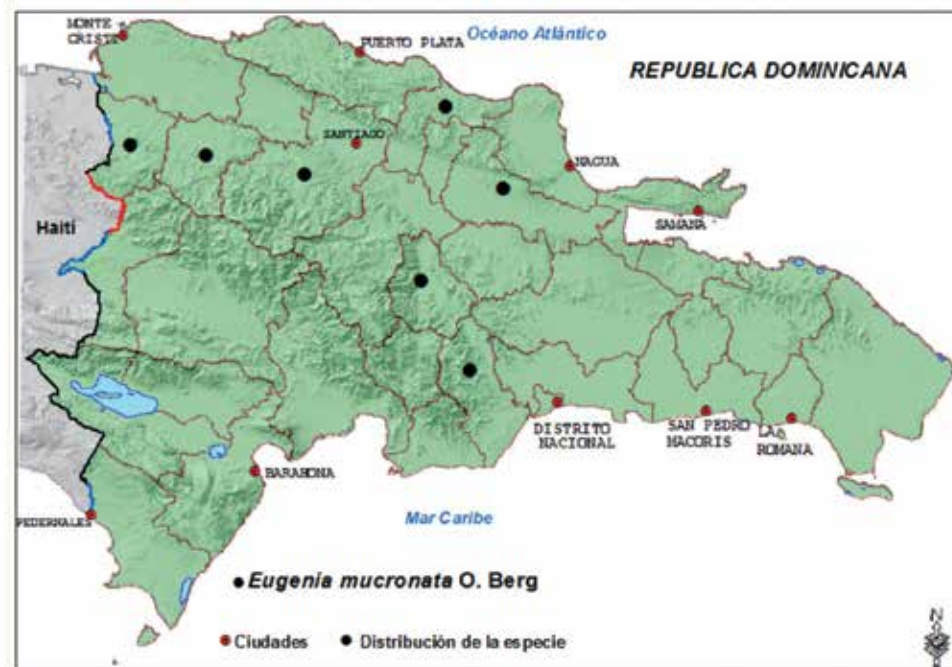 MONTE
CRISTI
PUERTO PLATA
Océano Atlántico
REPUBLICA DOMINICANA
SANTIAGO
NAGUA
SAMANA
Haití
DISTRITO
NACIONAL
SAN PEDRO
MACORIS
LA
ROMANA
BARAHONA
PEDERNALES
Mar Caribe
Eugenia mucronata O. Berg
Ciudades
Distribución de la especie
N